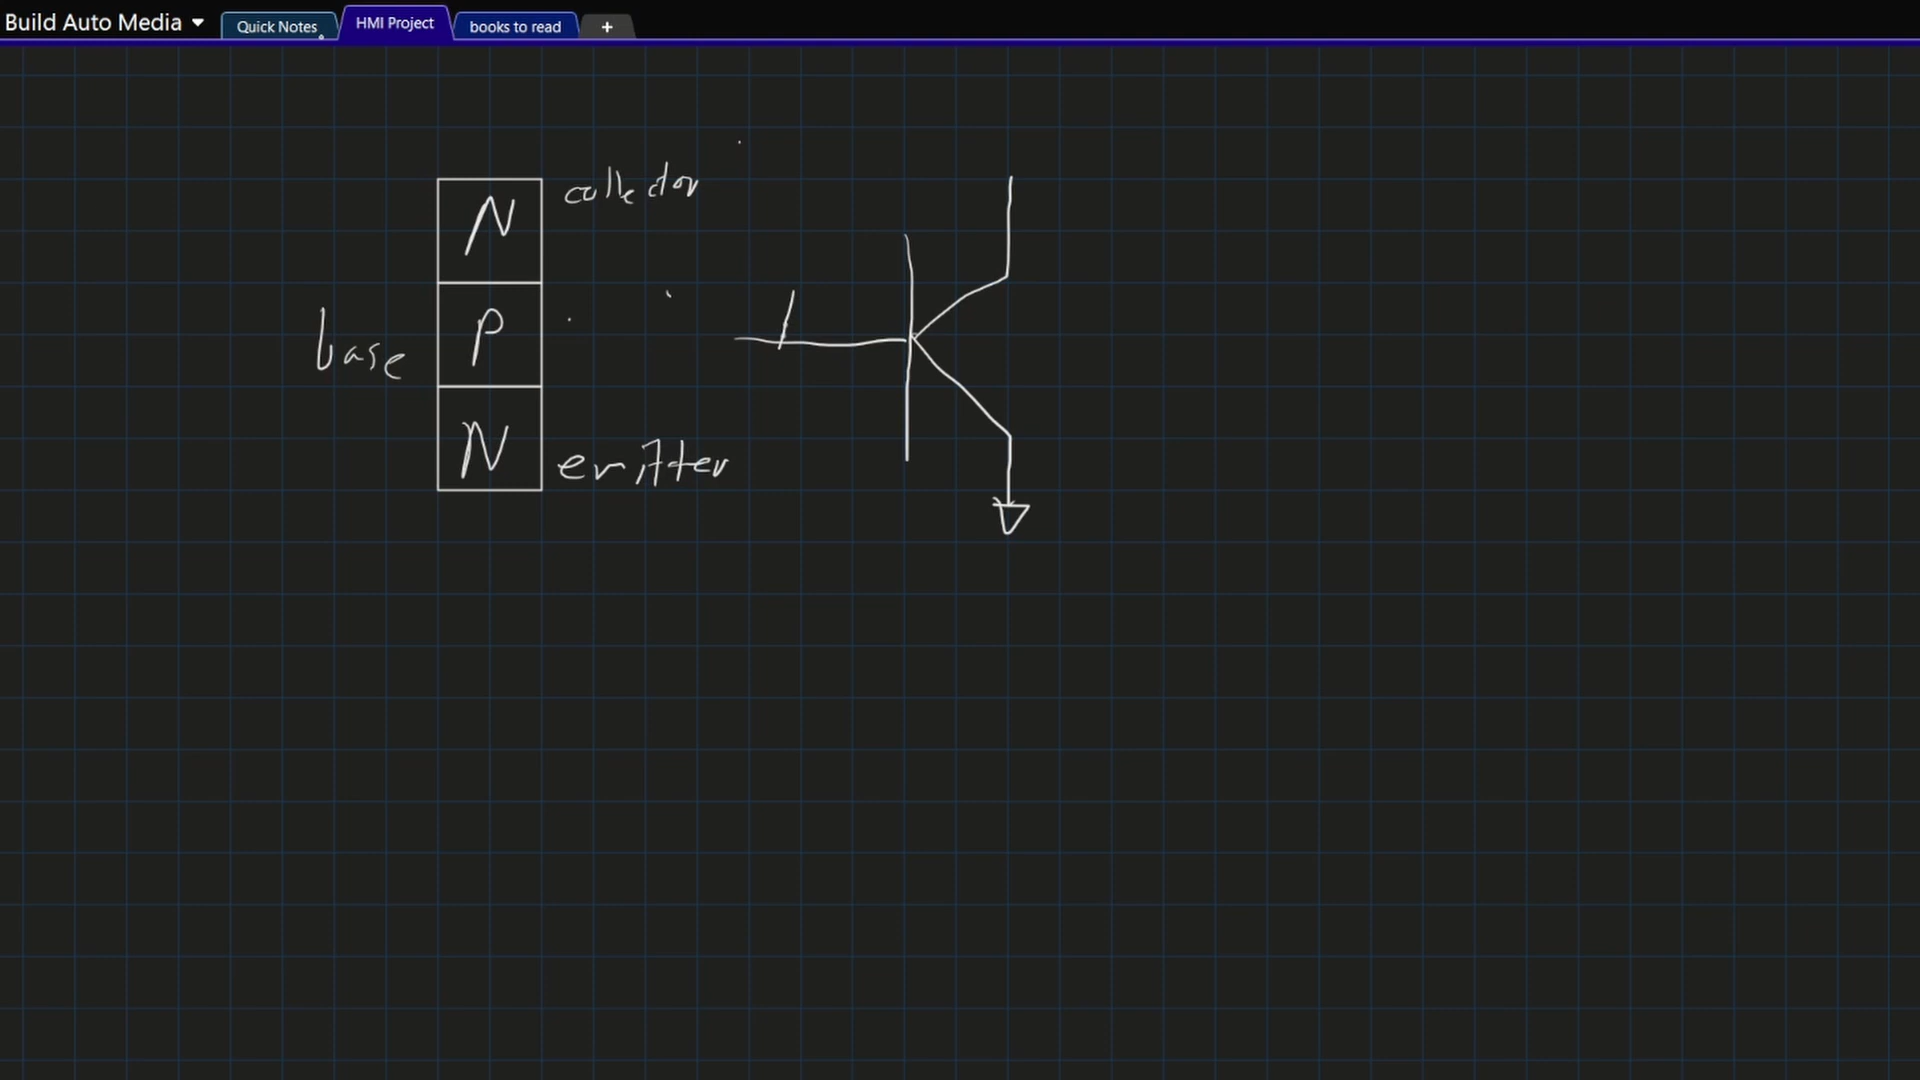 Build Auto Media
Quick Notes
HMI Project
books to read
+
N
collector
base
P
N
emitter